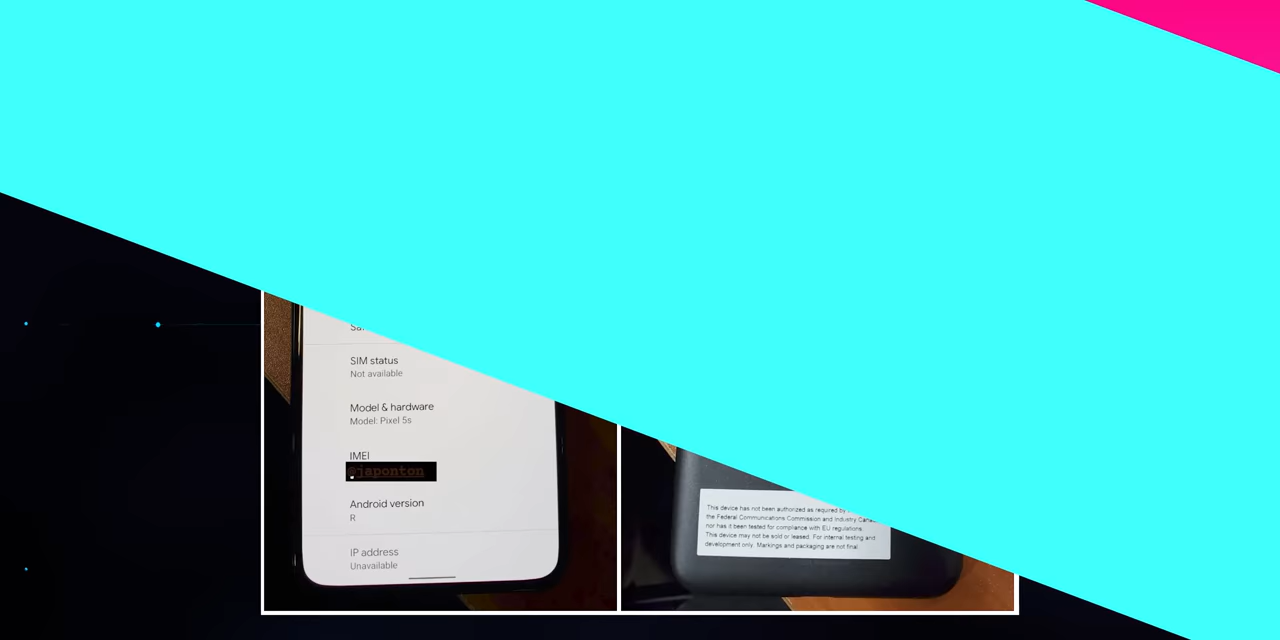 SIM status
Not available
Model & hardware
Model: Pixel 5s
IMEI
@japonton
Android version
R
IP address
Unavailable
This device has not been authorized as required by
the Federal Communications Commission and Industry
nor has it been tested for compliance with EU regulations.
This device may not be sold or leased. For internal testing and
development only. Markings and packaging are not final.